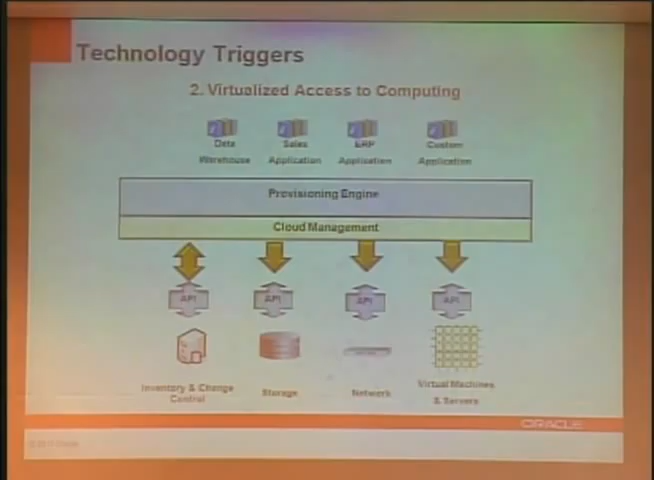 Technology Triggers
2. Virtualized Access to Computing
Data Warehouse
Sales Application
ERP Application
Custom Application
Provisioning Engine
Cloud Management
API
API
API
API
Inventory & Change Control
Storage
Network
Virtual Machines & Servers
ORACLE